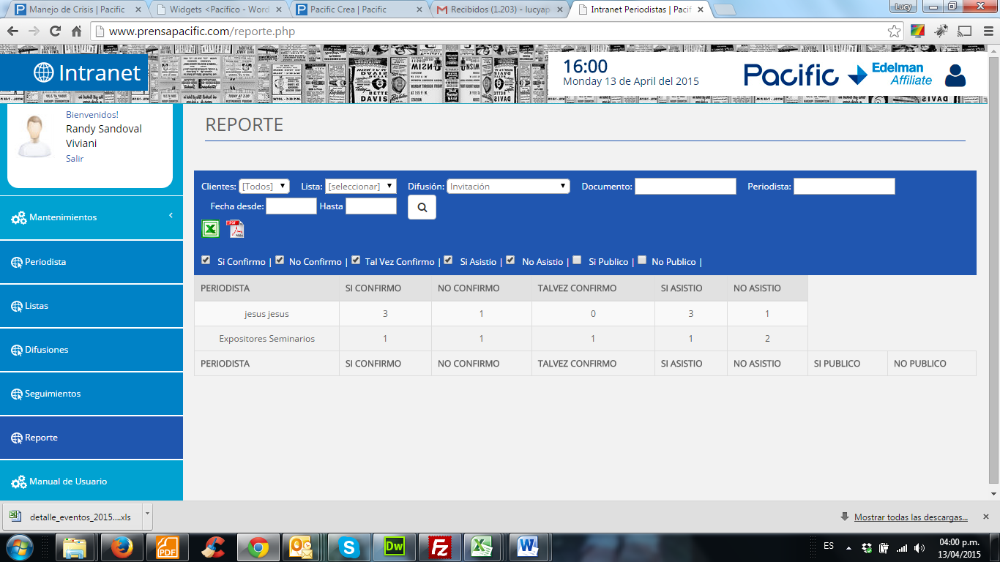 Manejo de Crisis | Pacific
Widgets <Pacífico - Word
Pacific Crea | Pacific
Recibidos (1.203) - lucyap
Intranet Periodistas | Pacif
Lucy
www.prensapacific.com/reporte.php
Intranet
16:00
Monday 13 de April del 2015
Pacific
Edelman
Affiliate
Bienvenidos!
Randy Sandoval
Viviani
Salir
REPORTE
Clientes: [Todos] Lista: [seleccionar] Difusión: Invitación Documento: Periodista:
Fecha desde: Hasta
Si Confirmo | No Confirmo | Tal Vez Confirmo | Si Asistio | No Asistio | Si Publico | No Publico |
PERIODISTA SI CONFIRMO NO CONFIRMO TALVEZ CONFIRMO SI ASISTIO NO ASISTIO
jesus jesus 3 1 0 3 1
Expositores Seminarios 1 1 1 1 2
PERIODISTA SI CONFIRMO NO CONFIRMO TALVEZ CONFIRMO SI ASISTIO NO ASISTIO SI PUBLICO NO PUBLICO
Mantenimientos
Periodista
Listas
Difusiones
Seguimientos
Reporte
Manual de Usuario
detalle_eventos_2015....xls
Mostrar todas las descargas...
PDF
Dw
Fz
ES
04:00 p.m.
13/04/2015